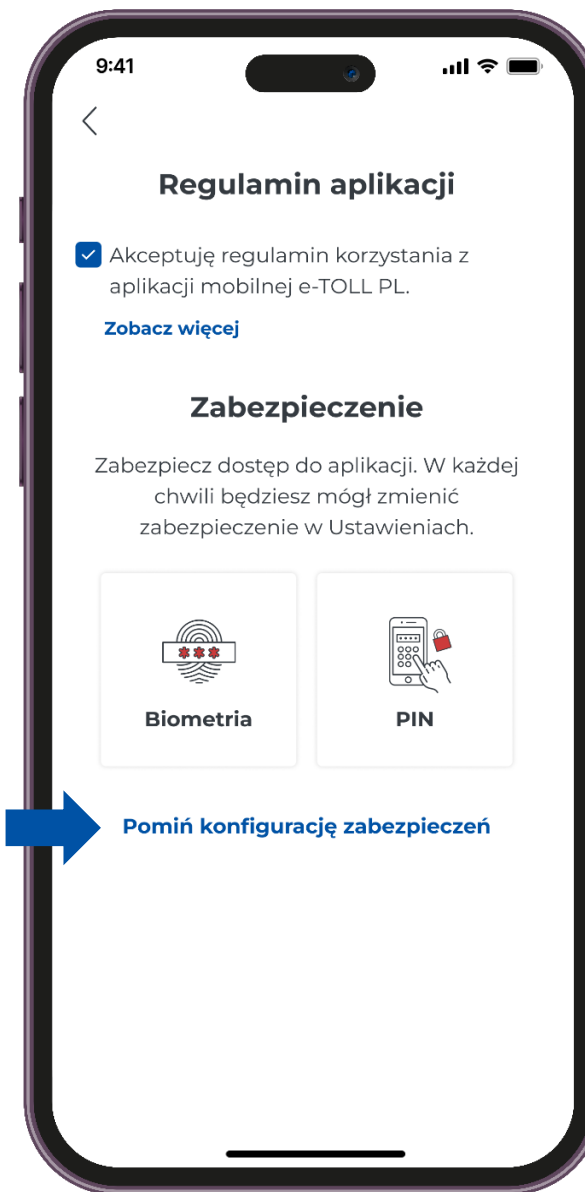 9:41
Regulamin aplikacji
Akceptuję regulamin korzystania z
aplikacji mobilnej e-TOLL PL.
Zobacz więcej
Zabezpieczenie
Zabezpiecz dostęp do aplikacji. W każdej
chwili będziesz mógł zmienić
zabezpieczenie w Ustawieniach.
Biometria
PIN
Pomiń konfigurację zabezpieczeń